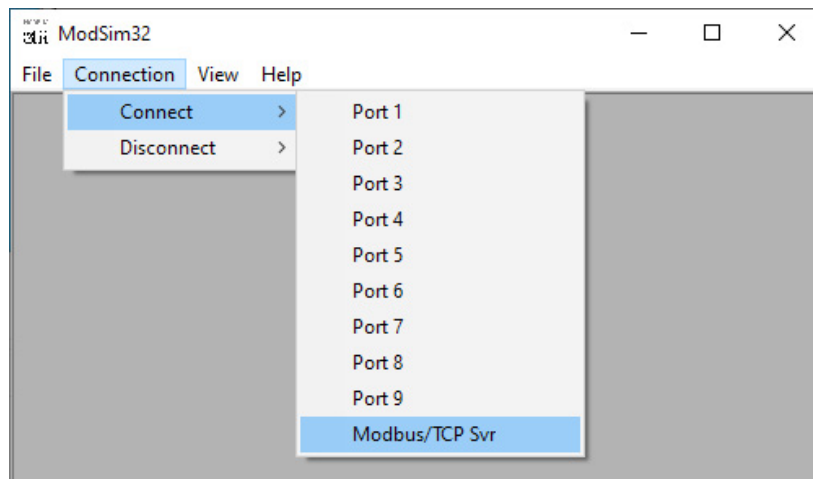 ModSim32
File Connection View Help
Connect
Disconnect
Port 1
Port 2
Port 3
Port 4
Port 5
Port 6
Port 7
Port 8
Port 9
Modbus/TCP Svr